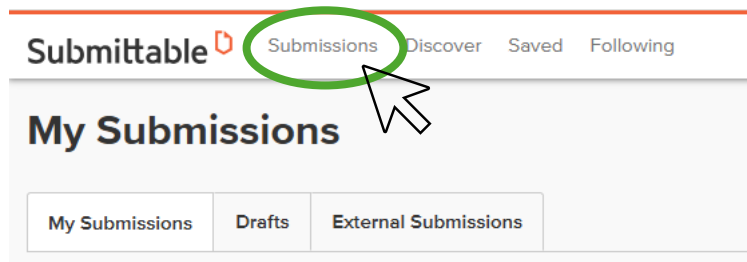 Submittable Submissions Discover Saved Following
My Submissions
My Submissions Drafts External Submissions